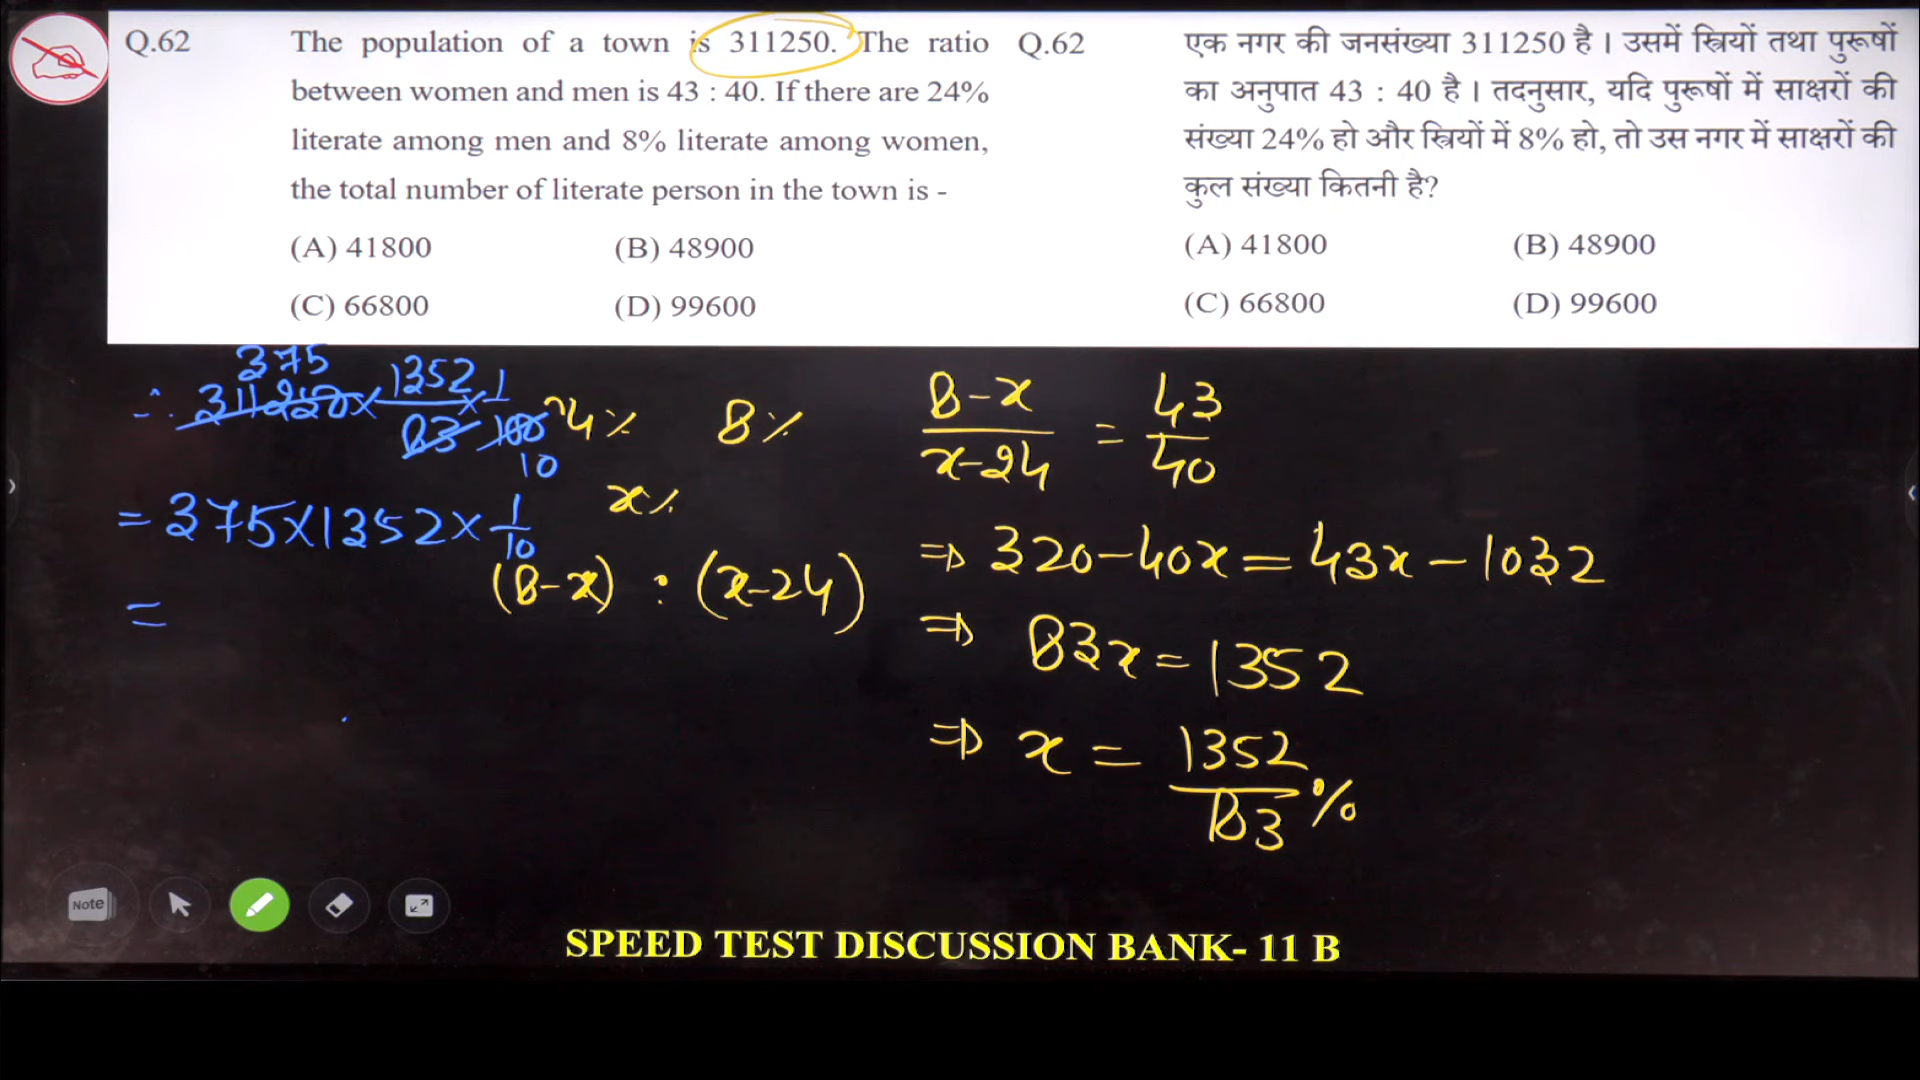 Q.62
The population of a town is 311250. The ratio
between women and men is 43 : 40. If there are 24%
literate among men and 8% literate among women,
the total number of literate person in the town is -
(A) 41800 (B) 48900
(C) 66800 (D) 99600
Q.62
एक नगर की जनसंख्या 311250 है। उसमें स्त्रियों तथा पुरूषों
का अनुपात 43 : 40 है। तदनुसार, यदि पुरूषों में साक्षरों की
संख्या 24% हो और स्त्रियों में 8% हो, तो उस नगर में साक्षरों की
कुल संख्या कितनी है?
(A) 41800 (B) 48900
(C) 66800 (D) 99600
375
∴ 311250 × 1352/83 × 1/100
10
= 375×1352× 1/10
=
24% 8%
x%
(8-x) : (x-24)
8-x/x-24 = 43/40
⇒ 320-40x = 43x-1032
⇒ 83x = 1352
⇒ x = 1352/83 %
Note
SPEED TEST DISCUSSION BANK- 11 B